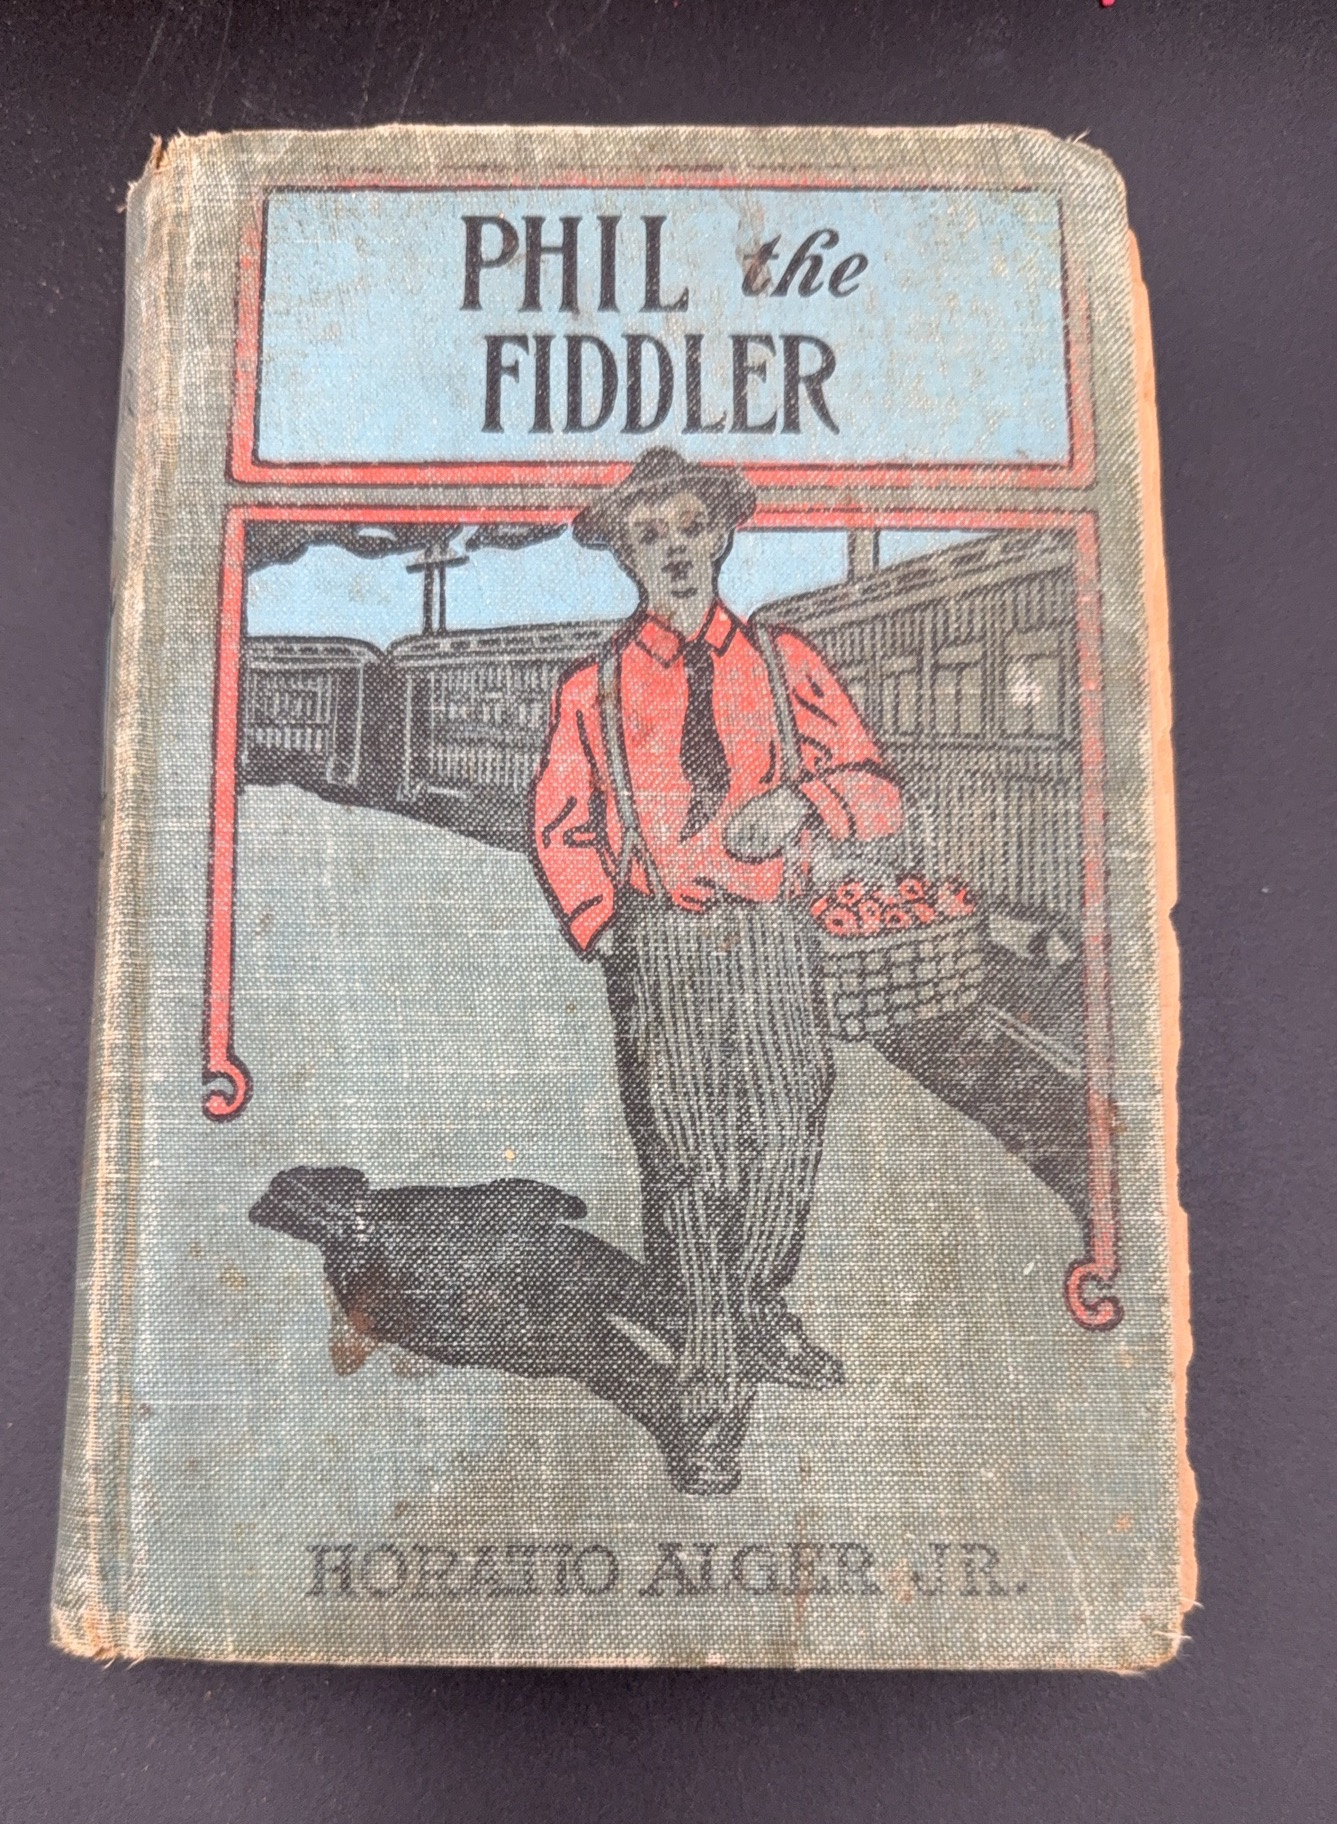 PHIL the
FIDDLER
HORATIO ALGER JR.